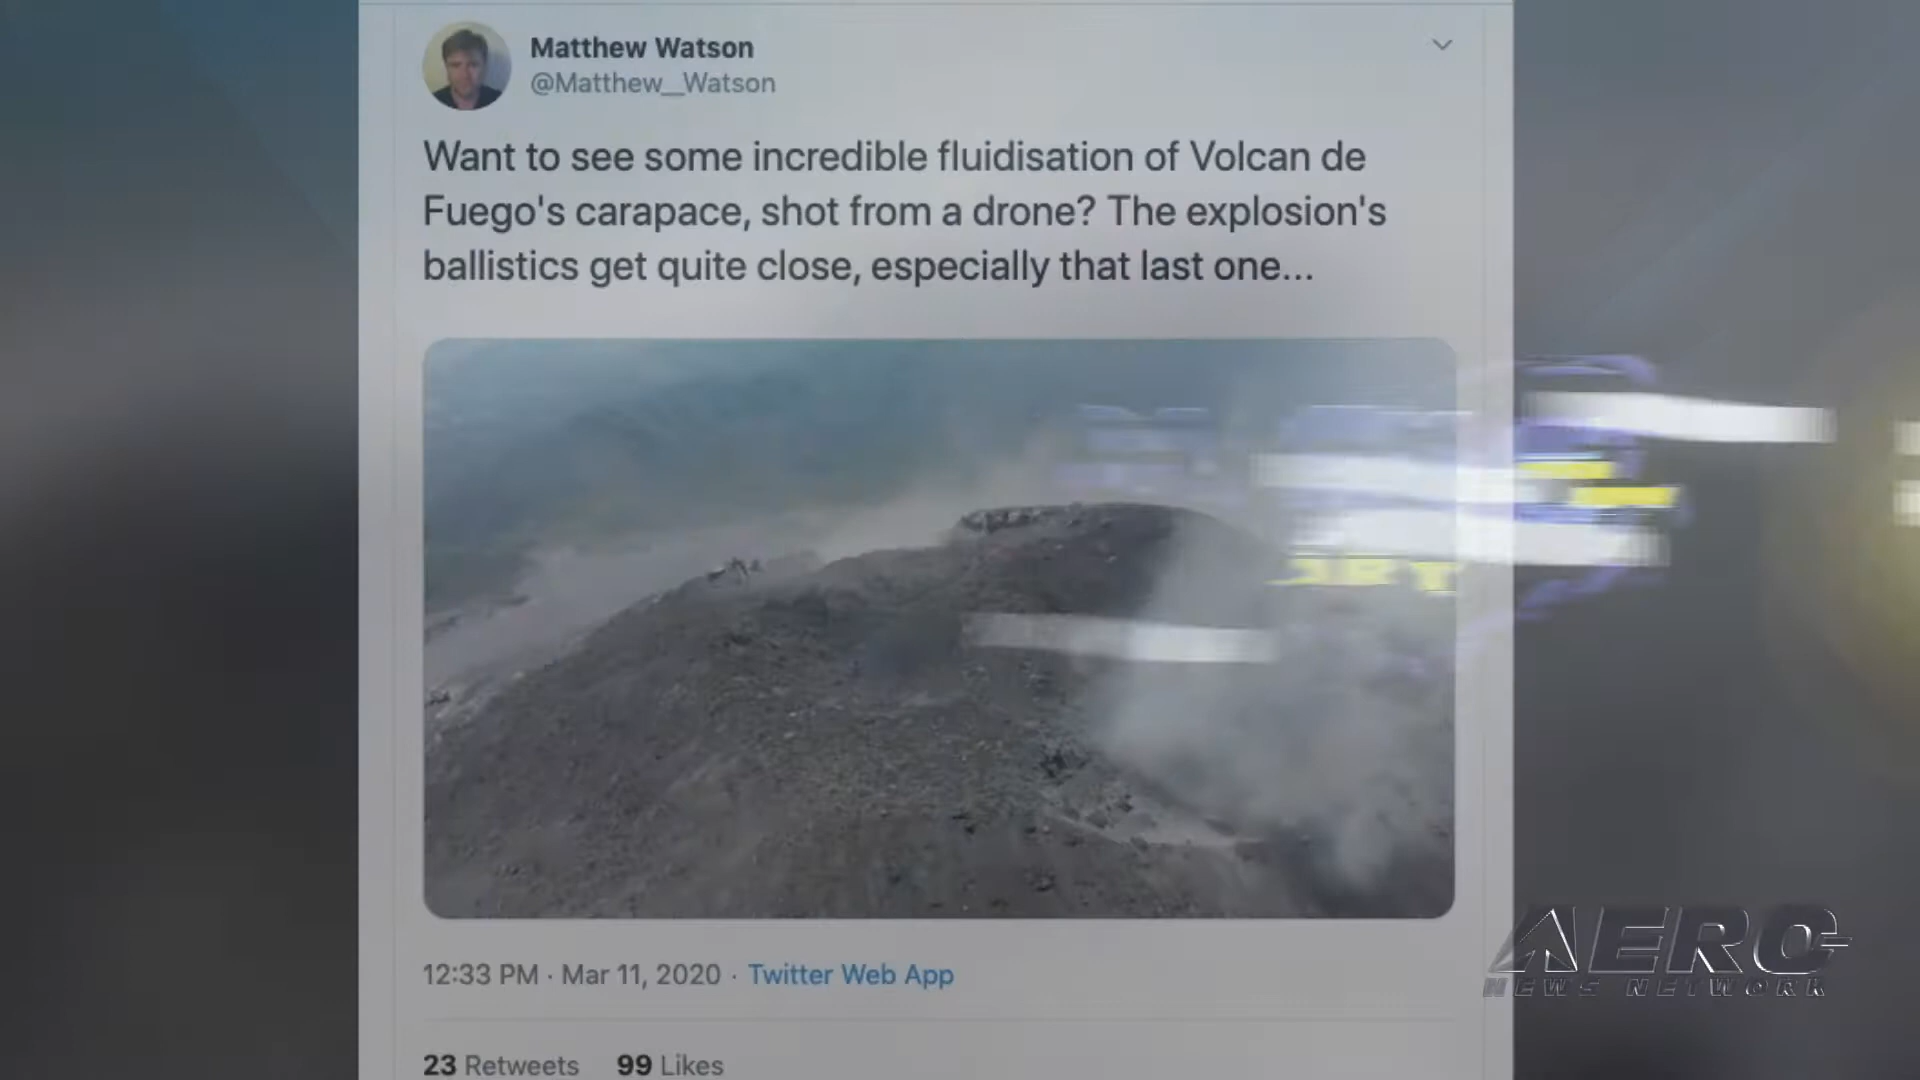 Matthew Watson
@Matthew__Watson
Want to see some incredible fluidisation of Volcan de
Fuego's carapace, shot from a drone? The explosion's
ballistics get quite close, especially that last one...
12:33 PM · Mar 11, 2020 · Twitter Web App
23 Retweets 99 Likes
AERO
NEWS NETWORK